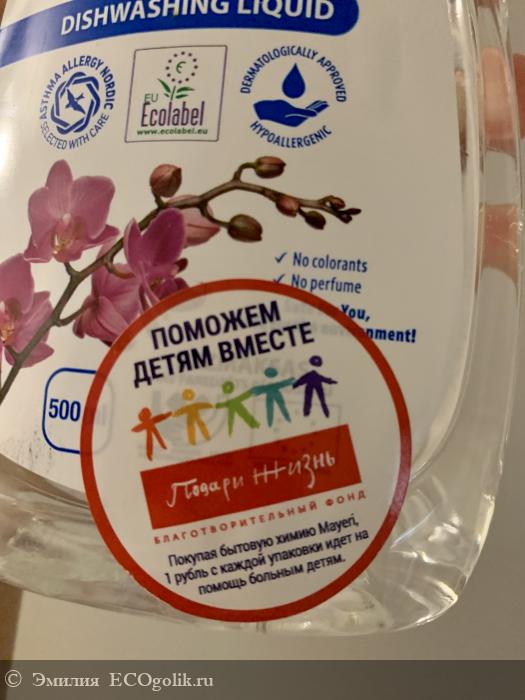 DISHWASHING LIQUID
ASTHMA ALLERGY NORDIC
SELECTED WITH CARE
EU
Ecolabel
www.ecolabel.eu
DERMATOLOGICALLY APPROVED
HYPOALLERGENIC
✓ No colorants
✓ No perfume
You,
500
ПОМОЖЕМ
ДЕТЯМ ВМЕСТЕ
Подари Жизнь
БЛАГОТВОРИТЕЛЬНЫЙ ФОНД
Покупая бытовую химию Mayeri,
1 рубль с каждой упаковки идет на
помощь больным детям.
© Эмилия ECOgolik.ru